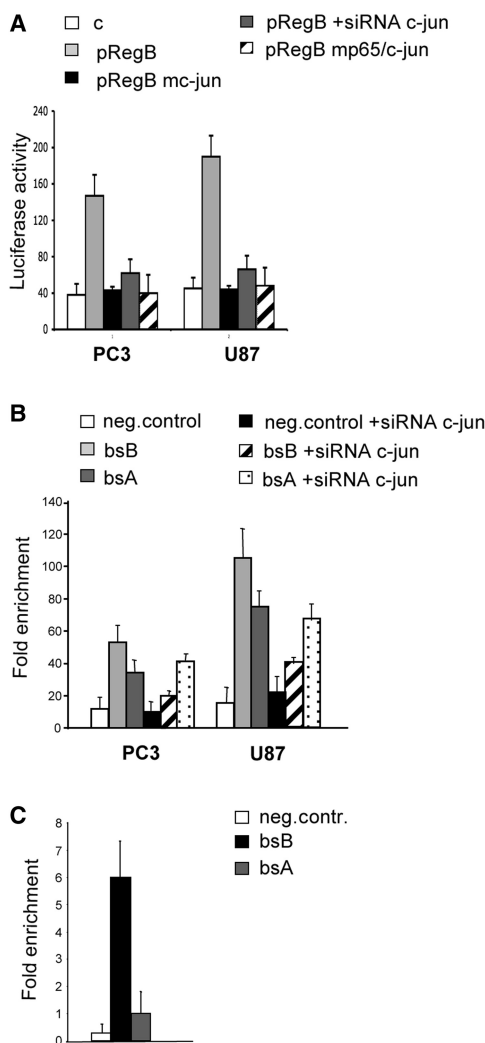 A
c
pRegB
pRegB mc-jun
pRegB +siRNA c-jun
pRegB mp65/c-jun
Luciferase activity
240
200
160
120
80
40
0
PC3
U87
B
neg.control
bsB
bsA
neg.control +siRNA c-jun
bsB +siRNA c-jun
bsA +siRNA c-jun
Fold enrichment
140
120
100
80
60
40
20
0
PC3
U87
C
neg.contr.
bsB
bsA
Fold enrichment
8
7
6
5
4
3
2
1
0